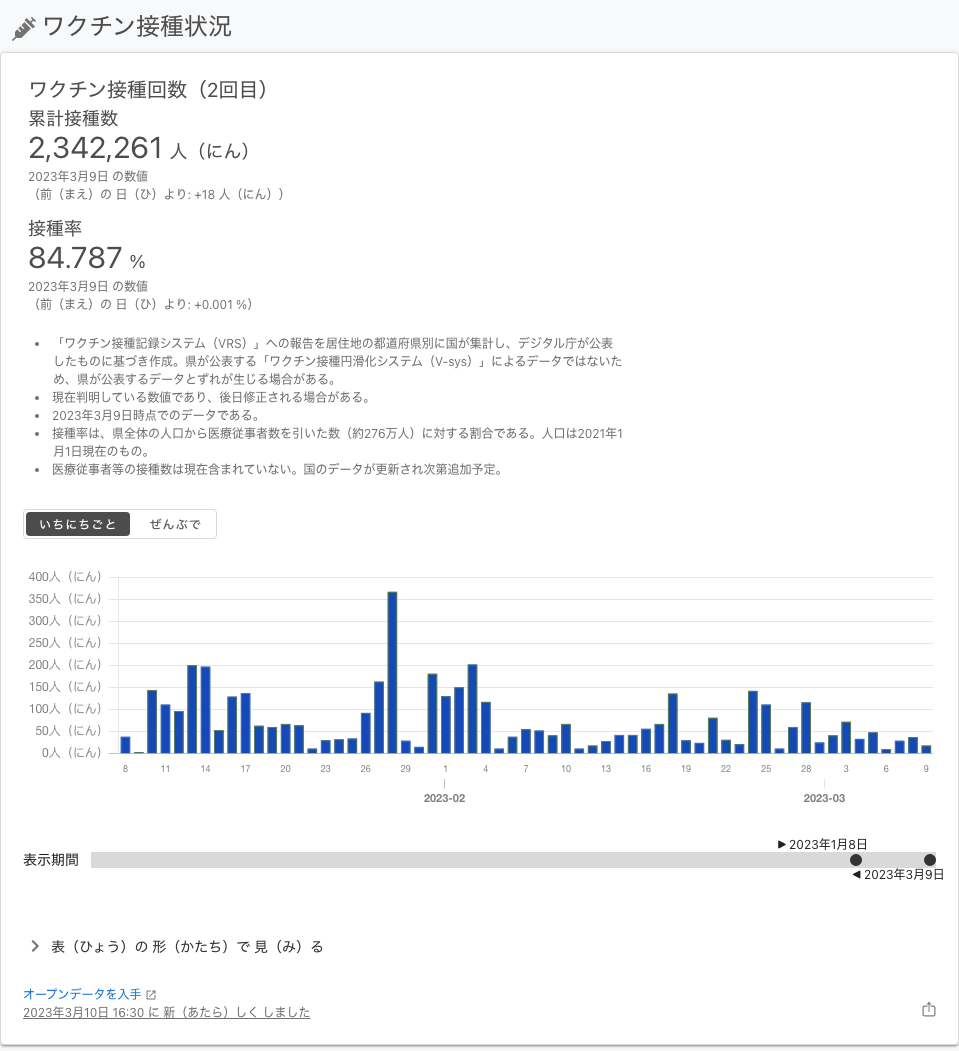 ワクチン接種状況
ワクチン接種回数（2回目）
累計接種数
2,342,261 人（にん）
2023年3月9日 の数値
（前（まえ）の 日（ひ）より: +18 人（にん））
接種率
84.787 %
2023年3月9日 の数値
（前（まえ）の 日（ひ）より: +0.001 %）
• 「ワクチン接種記録システム（VRS）」への報告を居住地の都道府県別に国が集計し、デジタル庁が公表
したものに基づき作成。県が公表する「ワクチン接種円滑化システム（V-sys）」によるデータではないた
め、県が公表するデータとずれが生じる場合がある。
• 現在判明している数値であり、後日修正される場合がある。
• 2023年3月9日時点でのデータである。
• 接種率は、県全体の人口から医療従事者数を引いた数（約276万人）に対する割合である。人口は2021年1
月1日現在のもの。
• 医療従事者等の接種数は現在含まれていない。国のデータが更新され次第追加予定。
いちにちごと ぜんぶで
400人（にん）
350人（にん）
300人（にん）
250人（にん）
200人（にん）
150人（にん）
100人（にん）
50人（にん）
0人（にん）
8 11 14 17 20 23 26 29 1 4 7 10 13 16 19 22 25 28 3 6 9
2023-02 2023-03
▶ 2023年1月8日
表示期間
◀ 2023年3月9日
表（ひょう）の 形（かたち）で 見（み）る
オープンデータを入手
2023年3月10日 16:30 に 新（あたら）しく しました